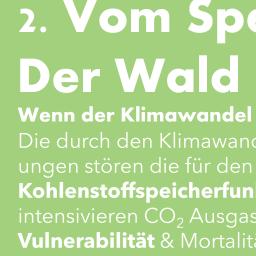 2. Vom Spe
Der Wald
Wenn der Klimawandel
Die durch den Klimawand
ungen stören die für den
Kohlenstoffspeicherfun
intensivieren CO₂ Ausgas
Vulnerabilität & Mortalitä